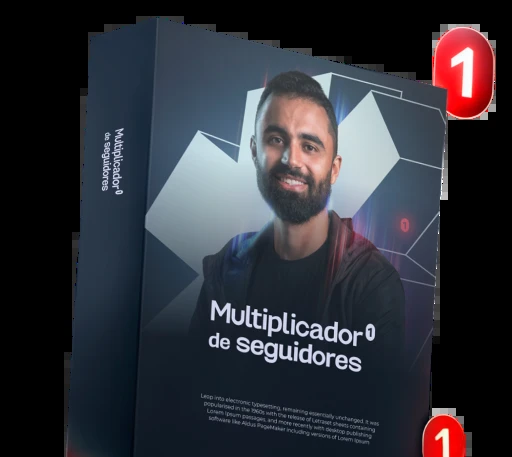 1
Multiplicador
de seguidores
1
Multiplicador 1
de seguidores
Leap into electronic typesetting, remaining essentially unchanged. It was
popularised in the 1960s with the release of Letraset sheets containing
Lorem Ipsum passages, and more recently with desktop publishing
software like Aldus PageMaker including versions of Lorem Ipsum
1